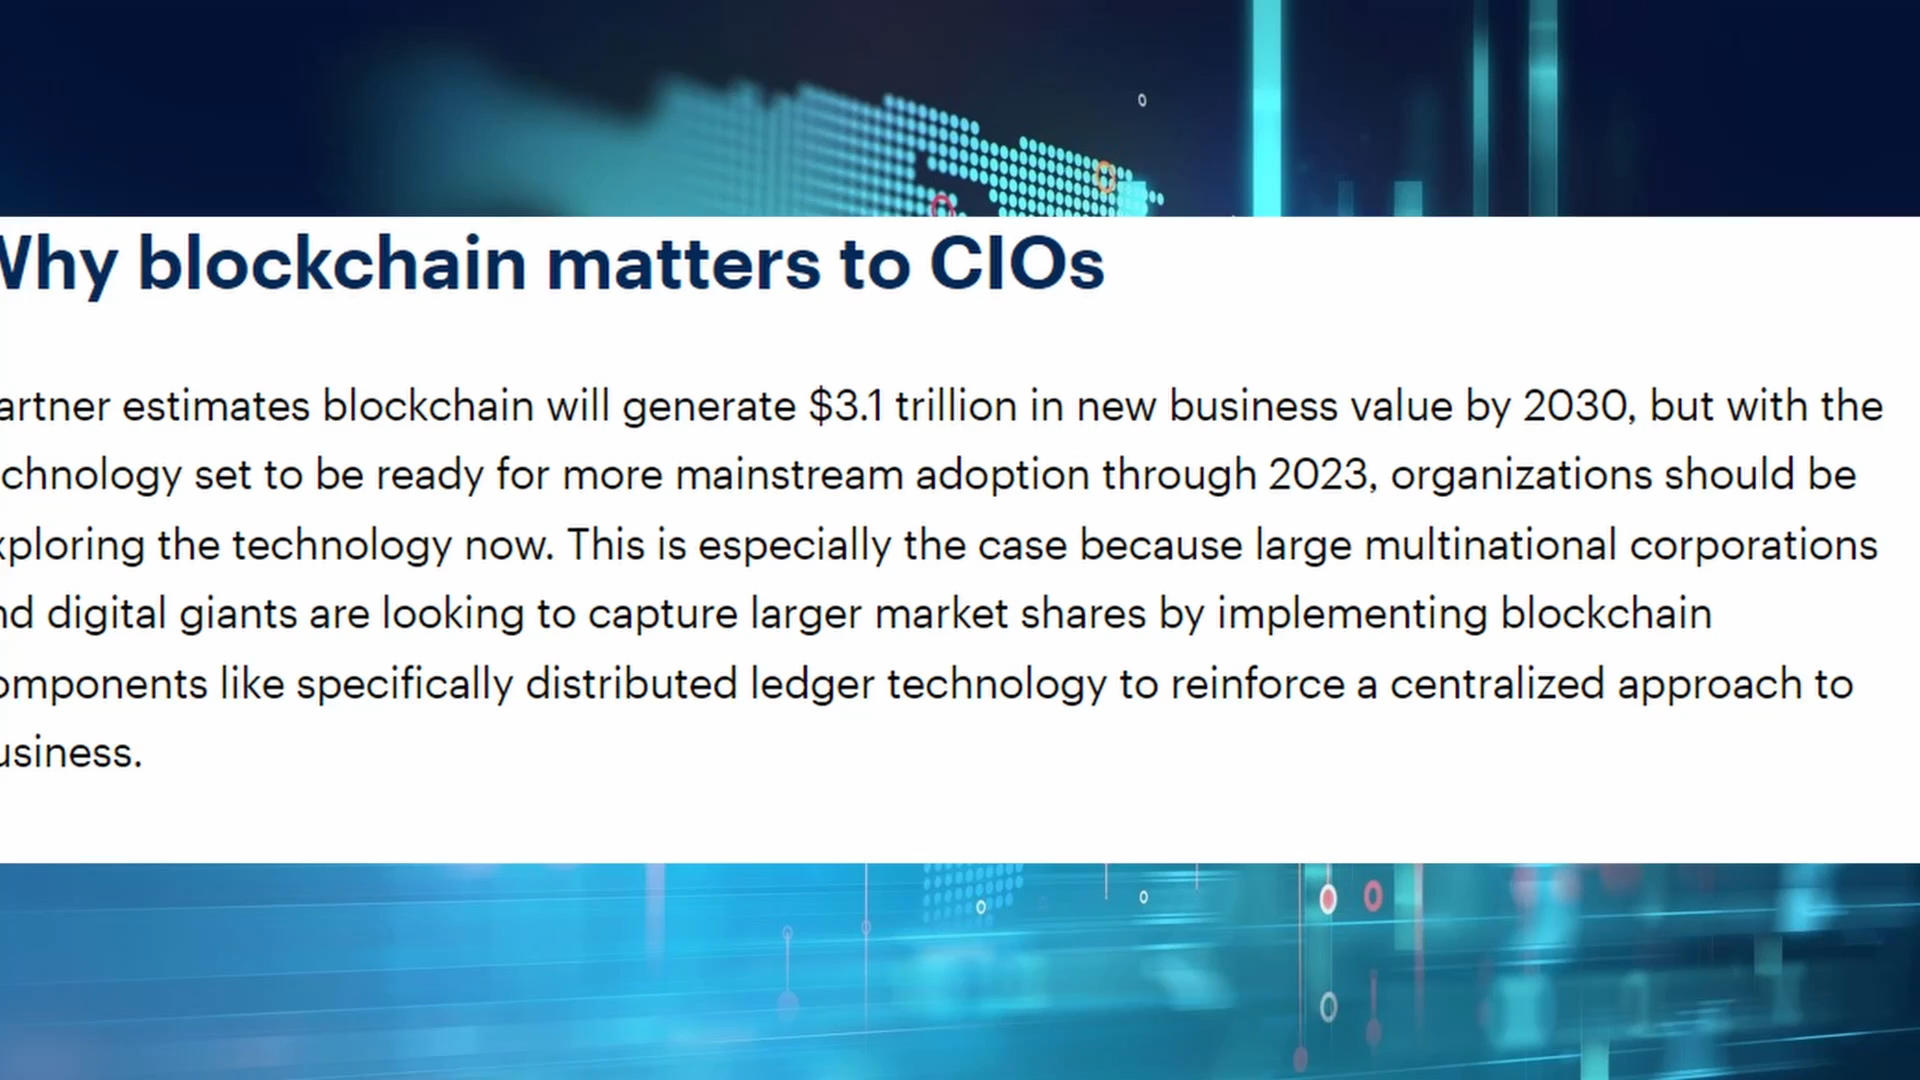 Why blockchain matters to CIOs
artner estimates blockchain will generate $3.1 trillion in new business value by 2030, but with the
chnology set to be ready for more mainstream adoption through 2023, organizations should be
xploring the technology now. This is especially the case because large multinational corporations
nd digital giants are looking to capture larger market shares by implementing blockchain
omponents like specifically distributed ledger technology to reinforce a centralized approach to
usiness.